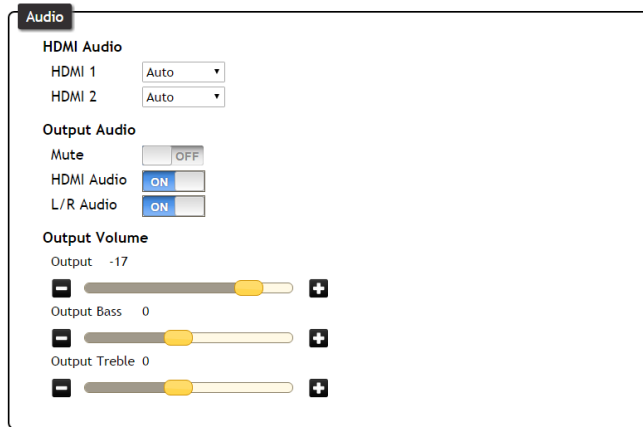 Audio
HDMI Audio
HDMI 1 Auto
HDMI 2 Auto
Output Audio
Mute OFF
HDMI Audio ON
L/R Audio ON
Output Volume
Output -17
Output Bass 0
Output Treble 0